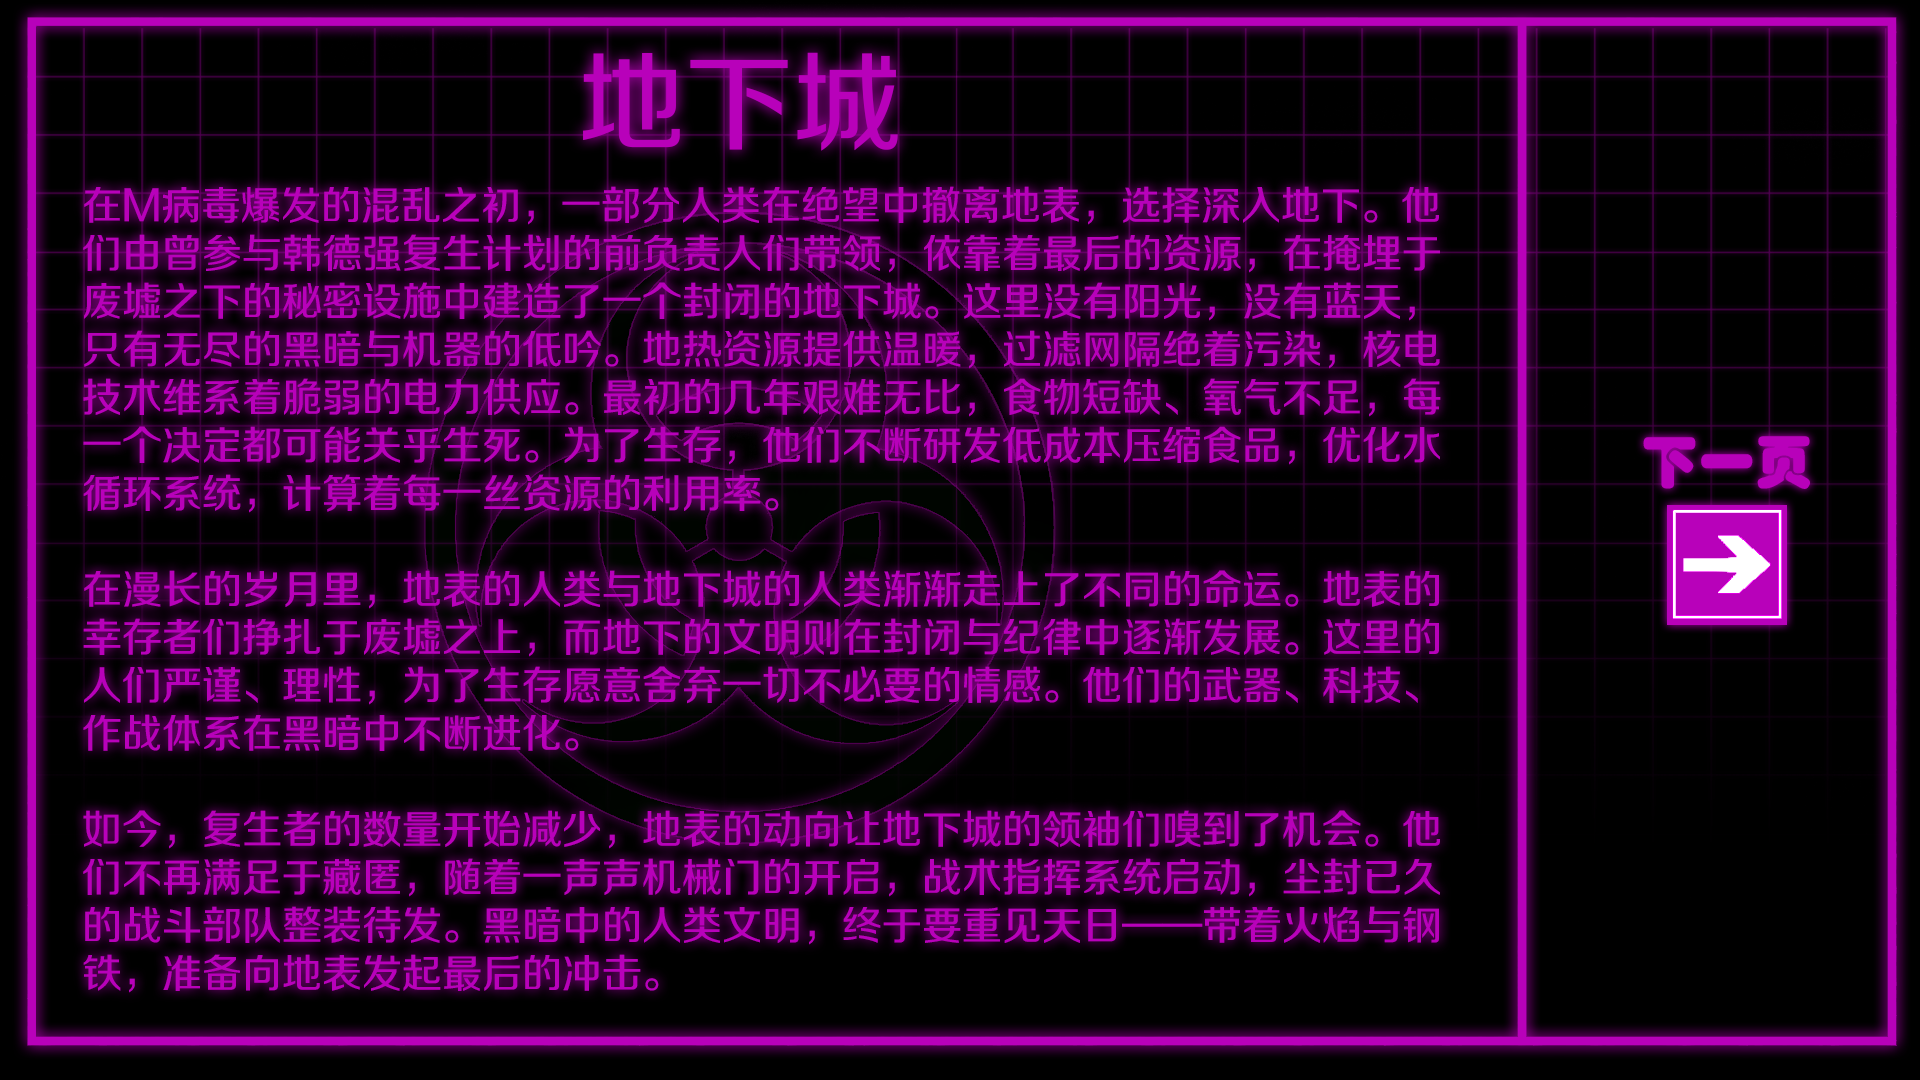 地下城
在M病毒爆发的混乱之初，一部分人类在绝望中撤离地表，选择深入地下。他
们由曾参与韩德强复生计划的前负责人们带领，依靠着最后的资源，在掩埋于
废墟之下的秘密设施中建造了一个封闭的地下城。这里没有阳光，没有蓝天，
只有无尽的黑暗与机器的低吟。地热资源提供温暖，过滤网隔绝着污染，核电
技术维系着脆弱的电力供应。最初的几年艰难无比，食物短缺、氧气不足，每
一个决定都可能关乎生死。为了生存，他们不断研发低成本压缩食品，优化水
循环系统，计算着每一丝资源的利用率。
在漫长的岁月里，地表的人类与地下城的人类渐渐走上了不同的命运。地表的
幸存者们挣扎于废墟之上，而地下的文明则在封闭与纪律中逐渐发展。这里的
人们严谨、理性，为了生存愿意舍弃一切不必要的情感。他们的武器、科技、
作战体系在黑暗中不断进化。
如今，复生者的数量开始减少，地表的动向让地下城的领袖们嗅到了机会。他
们不再满足于藏匿，随着一声声机械门的开启，战术指挥系统启动，尘封已久
的战斗部队整装待发。黑暗中的人类文明，终于要重见天日——带着火焰与钢
铁，准备向地表发起最后的冲击。
下一页